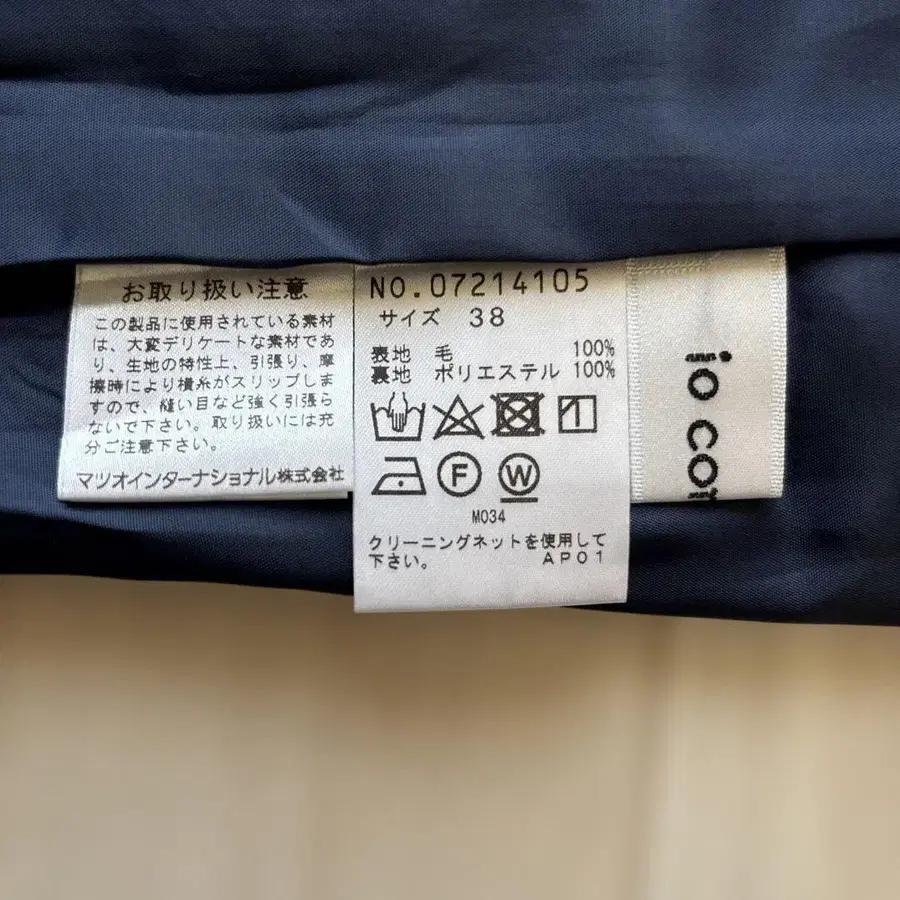 お取り扱い注意
この製品に使用されている素材
は、大変デリケートな素材であ
り、生地の特性上、引張り、摩
擦時により横糸がスリップしま
すので、縫い目など強く引張ら
ないで下さい。取り扱いには充
分ご注意下さい。
マツオインターナショナル株式会社
NO.07214105
サイズ 38
表地 毛 100%
裏地 ポリエステル 100%
F W
M034
クリーニングネットを使用して
下さい。 AP01
io co